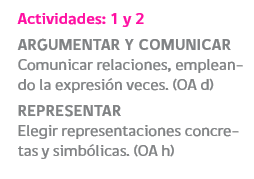 Actividades: 1 y 2
ARGUMENTAR Y COMUNICAR
Comunicar relaciones, emplean-
do la expresión veces. (OA d)
REPRESENTAR
Elegir representaciones concre-
tas y simbólicas. (OA h)